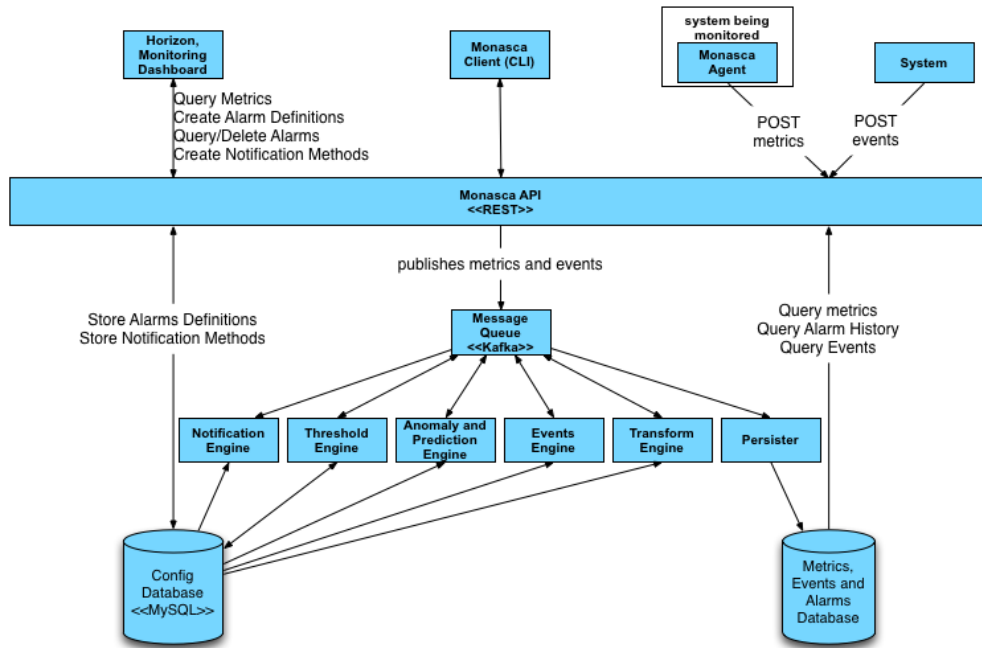 Horizon,
Monitoring
Dashboard
Monasca
Client (CLI)
system being
monitored
Monasca
Agent
System
Query Metrics
Create Alarm Definitions
Query/Delete Alarms
Create Notification Methods
POST
metrics
POST
events
Monasca API
<<REST>>
publishes metrics and events
Store Alarms Definitions
Store Notification Methods
Message
Queue
<<Kafka>>
Query metrics
Query Alarm History
Query Events
Notification
Engine
Threshold
Engine
Anomaly and
Prediction
Engine
Events
Engine
Transform
Engine
Persister
Config
Database
<<MySQL>>
Metrics,
Events and
Alarms
Database